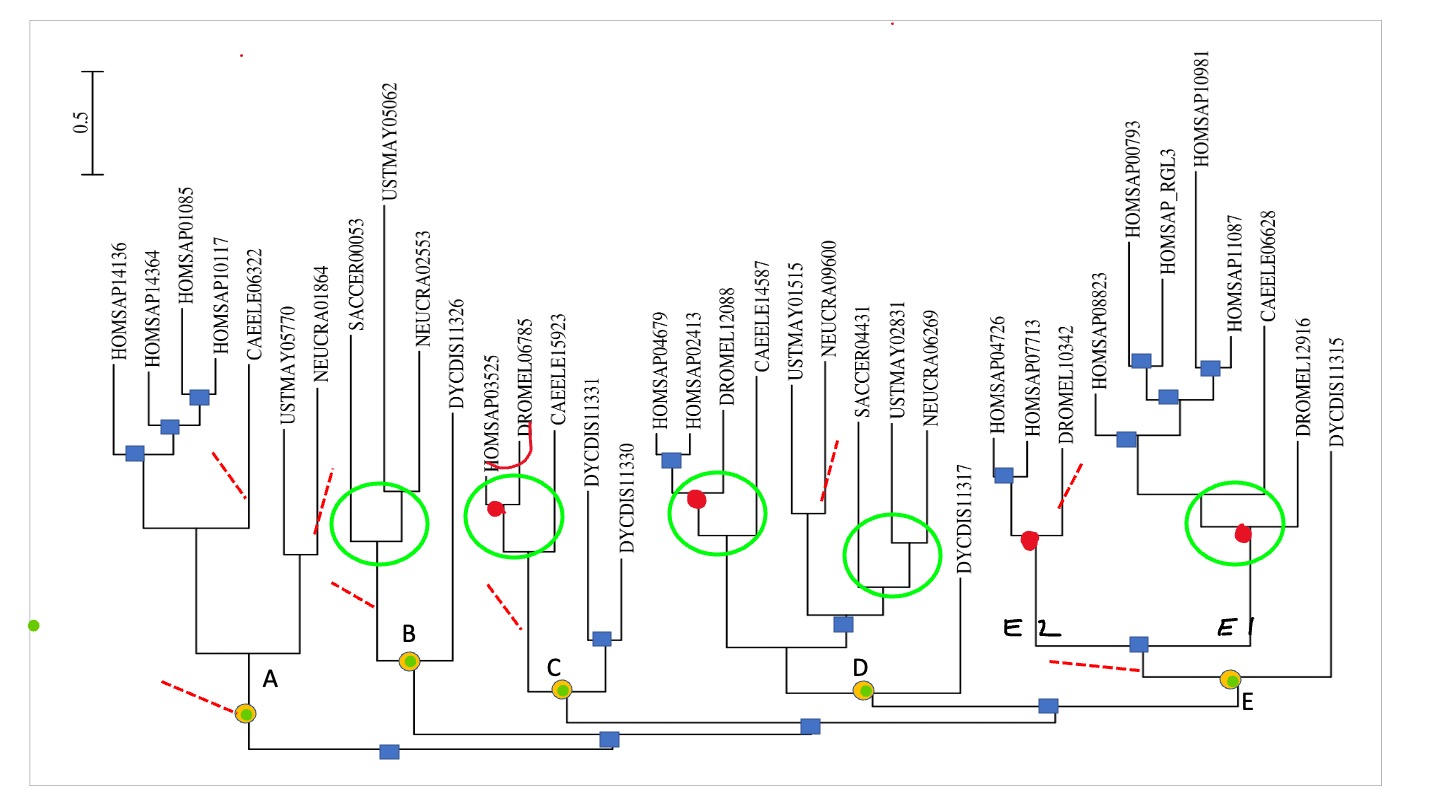 0.5
HOMSAP14136
HOMSAP14364
HOMSAP01085
HOMSAP10117
CAEELE06322
USTMAY05770
NEUCRA01864
SACCER00053
USTMAY05062
NEUCRA02553
DYCDIS11326
HOMSAP03525
DROMEL06785
CAEELE15923
DYCDIS11331
DYCDIS11330
HOMSAP04679
HOMSAP02413
DROMEL12088
CAEELE14587
USTMAY01515
NEUCRA09600
SACCER04431
USTMAY02831
NEUCRA06269
DYCDIS11317
HOMSAP04726
HOMSAP07713
DROMEL10342
HOMSAP08823
HOMSAP00793
HOMSAP_RGL3
HOMSAP10981
HOMSAP11087
CAEELE06628
DROMEL12916
DYCDIS11315
A
B
C
D
E2
E1
E